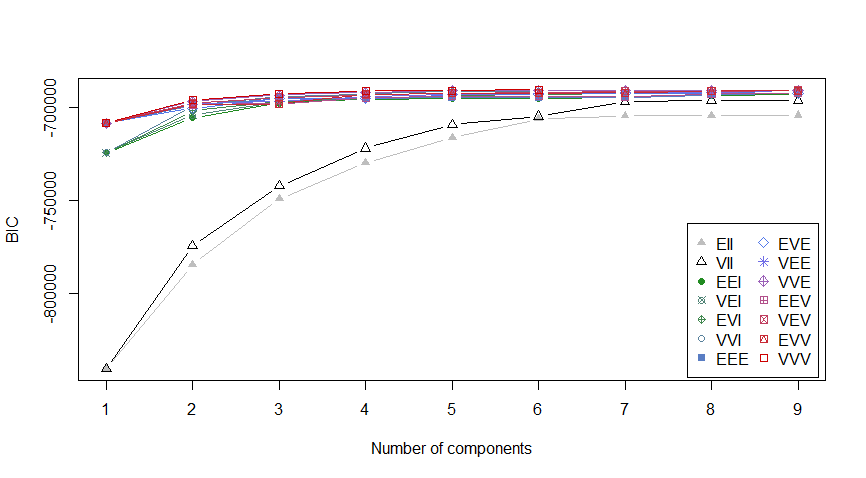 BIC
-700000
-750000
-800000
1 2 3 4 5 6 7 8 9
Number of components
EII EVE
VII VEE
EEI VVE
VEI EEV
EVI VEV
VVI EVV
EEE VVV